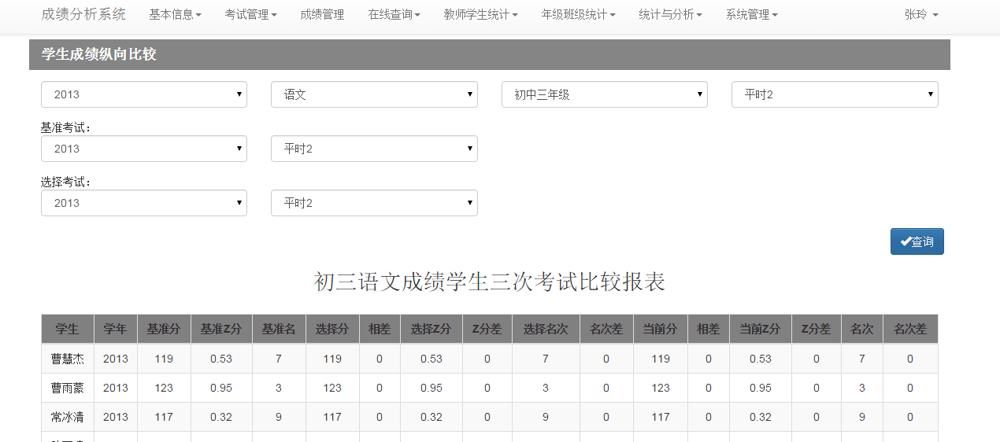 成绩分析系统 基本信息 考试管理 成绩管理 在线查询 教师学生统计 年级班级统计 统计与分析 系统管理 张玲
学生成绩纵向比较
2013 语文 初中三年级 平时2
基准考试：
2013 平时2
选择考试：
2013 平时2
查询
初三语文成绩学生三次考试比较报表
学生 学年 基准分 基准Z分 基准名 选择分 相差 选择Z分 Z分差 选择名次 名次差 当前分 相差 当前Z分 Z分差 名次 名次差
曹慧杰 2013 119 0.53 7 119 0 0.53 0 7 0 119 0 0.53 0 7 0
曹雨蒙 2013 123 0.95 3 123 0 0.95 0 3 0 123 0 0.95 0 3 0
常冰清 2013 117 0.32 9 117 0 0.32 0 9 0 117 0 0.32 0 9 0